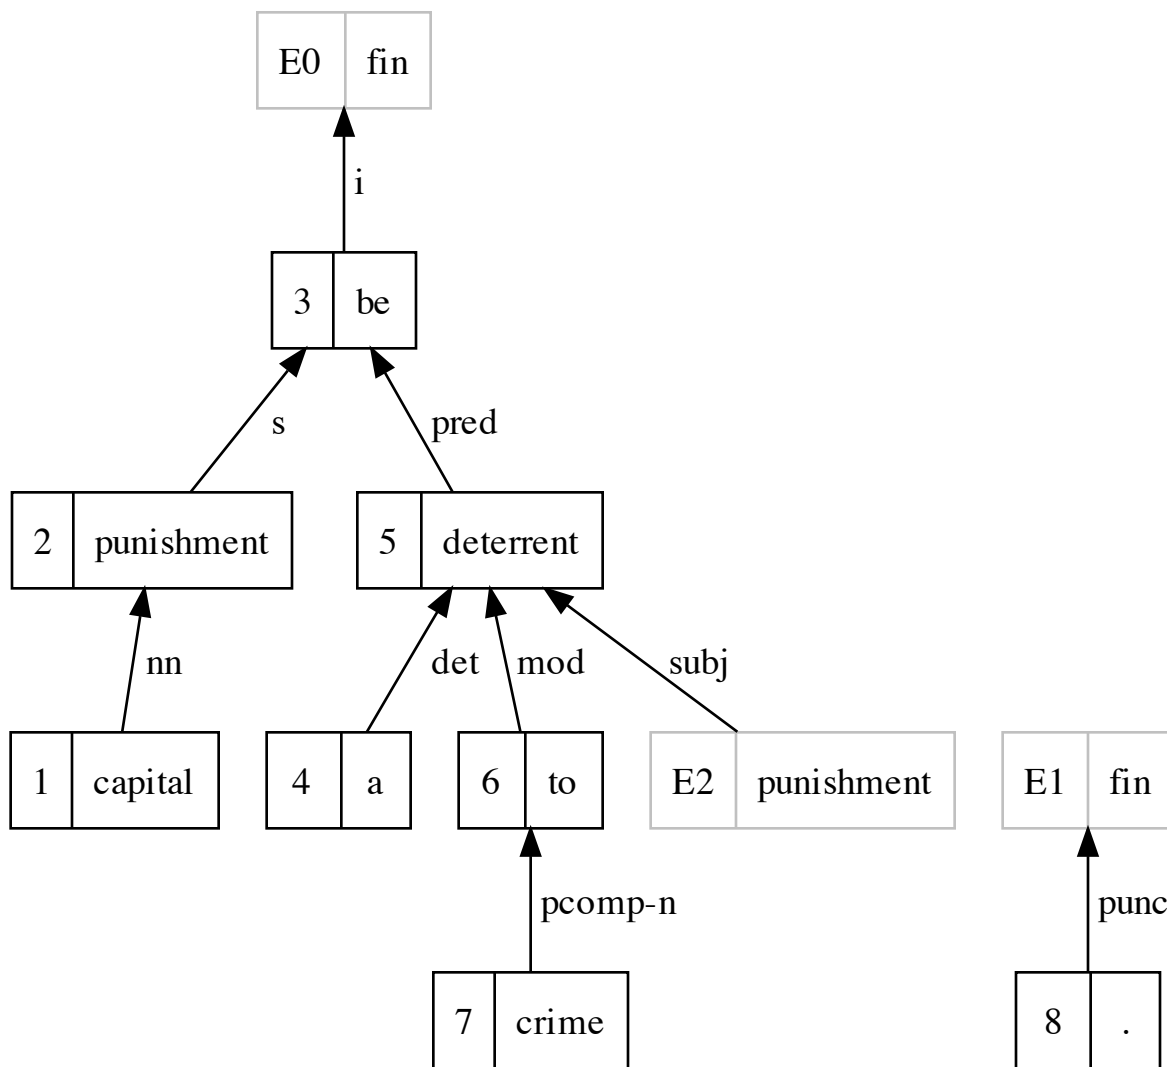 E0 fin
i
3 be
s pred
2 punishment 5 deterrent
nn det mod subj
1 capital 4 a 6 to E2 punishment E1 fin
pcomp-n punc
7 crime 8 .